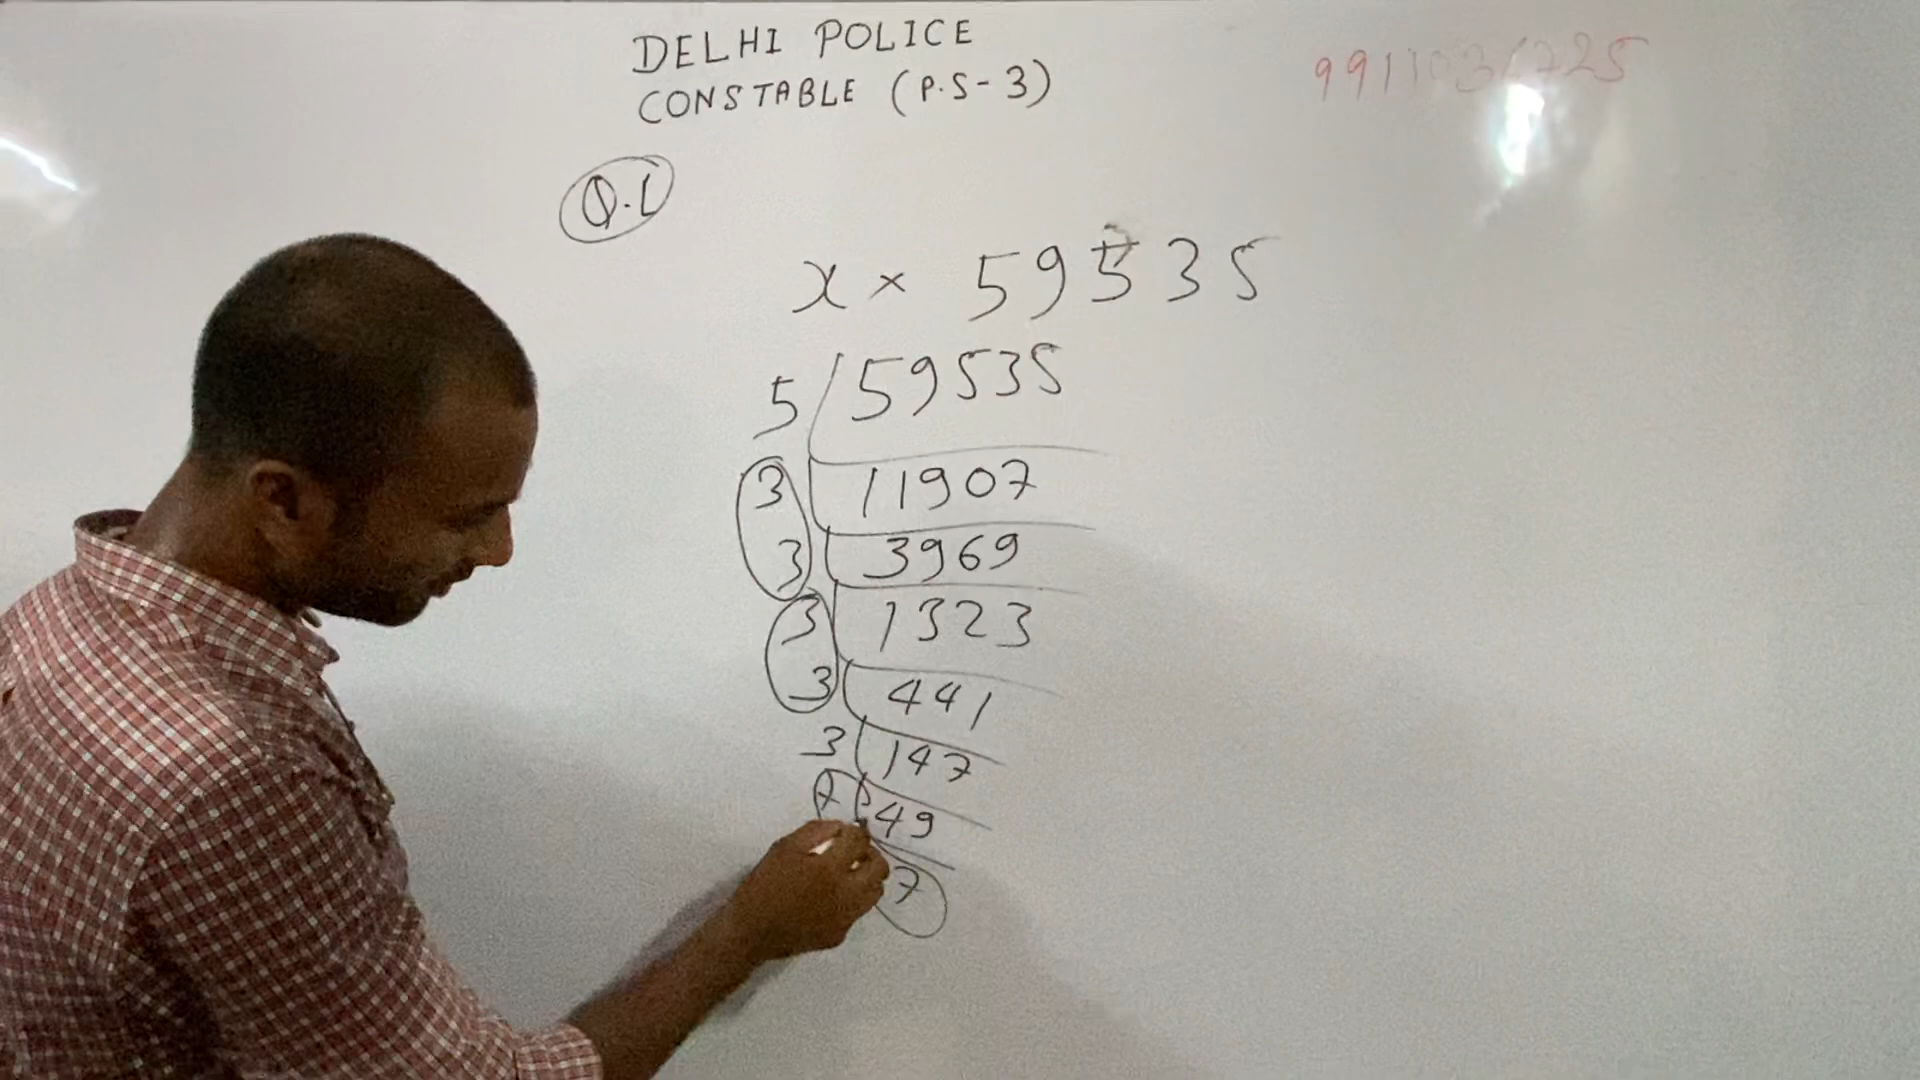 DELHI POLICE
CONSTABLE (P.S-3)
Q.1
x × 59535
5 59535
3 11907
3 3969
3 1323
3 441
3 147
7 49
7